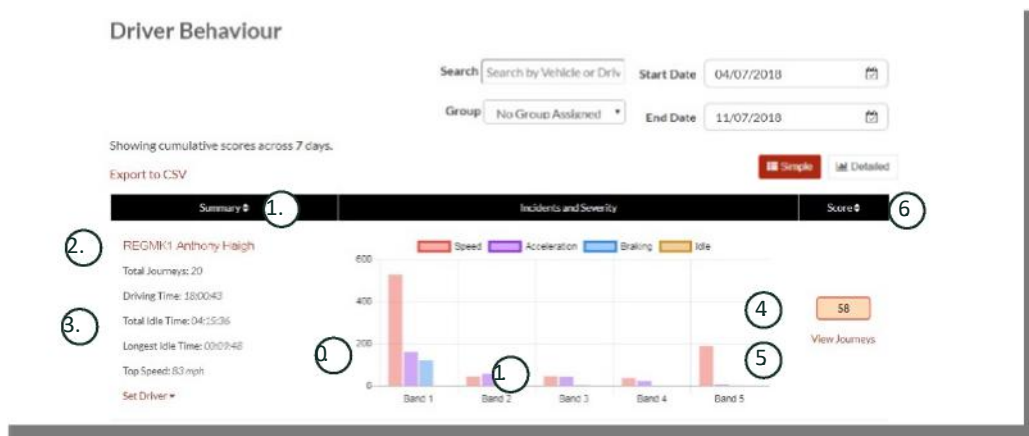 Driver Behaviour
Search Search by Vehicle or Driv Start Date 04/07/2018
Group No Group Assigned End Date 11/07/2018
Showing cumulative scores across 7 days.
Export to CSV
Simple Detailed
Summary 1. Incidents and Severity Score 6
2. REGMK1 Anthony Haigh
Speed Acceleration Braking Idle
Total Journeys: 20
Driving Time: 18:00:43
3. Total Idle Time: 04:15:36
Longest Idle Time: 00:09:48
Top Speed: 83 mph
Set Driver
600
400
200
0
0
1
Band 1 Band 2 Band 3 Band 4 Band 5
4 58
5 View Journeys